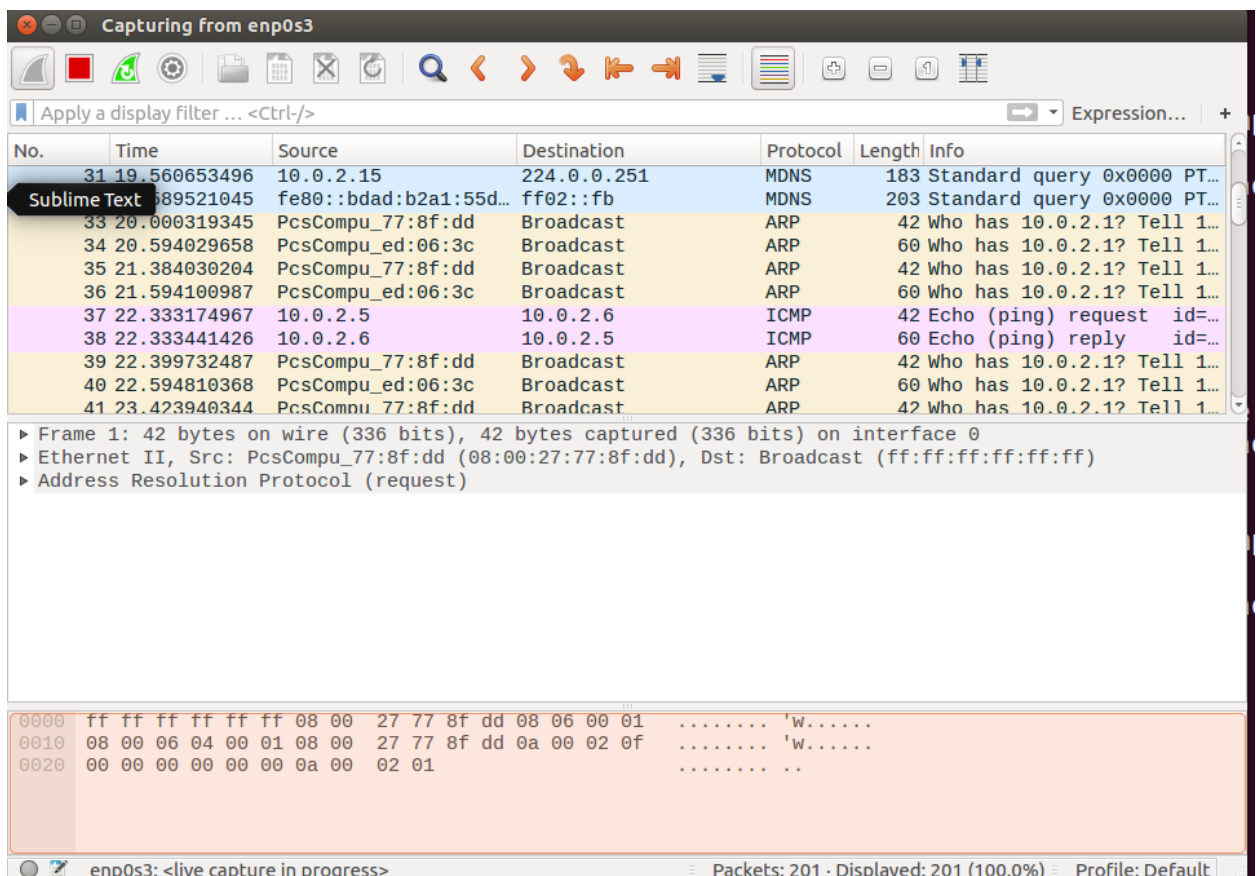 Capturing from enp0s3
Apply a display filter … <Ctrl-/> Expression… +
No. Time Source Destination Protocol Length Info
31 19.560653496 10.0.2.15 224.0.0.251 MDNS 183 Standard query 0x0000 PT…
Sublime Text 589521045 fe80::bdad:b2a1:55d… ff02::fb MDNS 203 Standard query 0x0000 PT…
33 20.000319345 PcsCompu_77:8f:dd Broadcast ARP 42 Who has 10.0.2.1? Tell 1…
34 20.594029658 PcsCompu_ed:06:3c Broadcast ARP 60 Who has 10.0.2.1? Tell 1…
35 21.384030204 PcsCompu_77:8f:dd Broadcast ARP 42 Who has 10.0.2.1? Tell 1…
36 21.594100987 PcsCompu_ed:06:3c Broadcast ARP 60 Who has 10.0.2.1? Tell 1…
37 22.333174967 10.0.2.5 10.0.2.6 ICMP 42 Echo (ping) request id=…
38 22.333441426 10.0.2.6 10.0.2.5 ICMP 60 Echo (ping) reply id=…
39 22.399732487 PcsCompu_77:8f:dd Broadcast ARP 42 Who has 10.0.2.1? Tell 1…
40 22.594810368 PcsCompu_ed:06:3c Broadcast ARP 60 Who has 10.0.2.1? Tell 1…
41 23.423940344 PcsCompu_77:8f:dd Broadcast ARP 42 Who has 10.0.2.1? Tell 1…
Frame 1: 42 bytes on wire (336 bits), 42 bytes captured (336 bits) on interface 0
Ethernet II, Src: PcsCompu_77:8f:dd (08:00:27:77:8f:dd), Dst: Broadcast (ff:ff:ff:ff:ff:ff)
Address Resolution Protocol (request)
0000 ff ff ff ff ff ff 08 00 27 77 8f dd 08 06 00 01 ........ 'w......
0010 08 00 06 04 00 01 08 00 27 77 8f dd 0a 00 02 0f ........ 'w......
0020 00 00 00 00 00 00 0a 00 02 01 ........ ..
enp0s3: <live capture in progress> Packets: 201 · Displayed: 201 (100.0%) Profile: Default